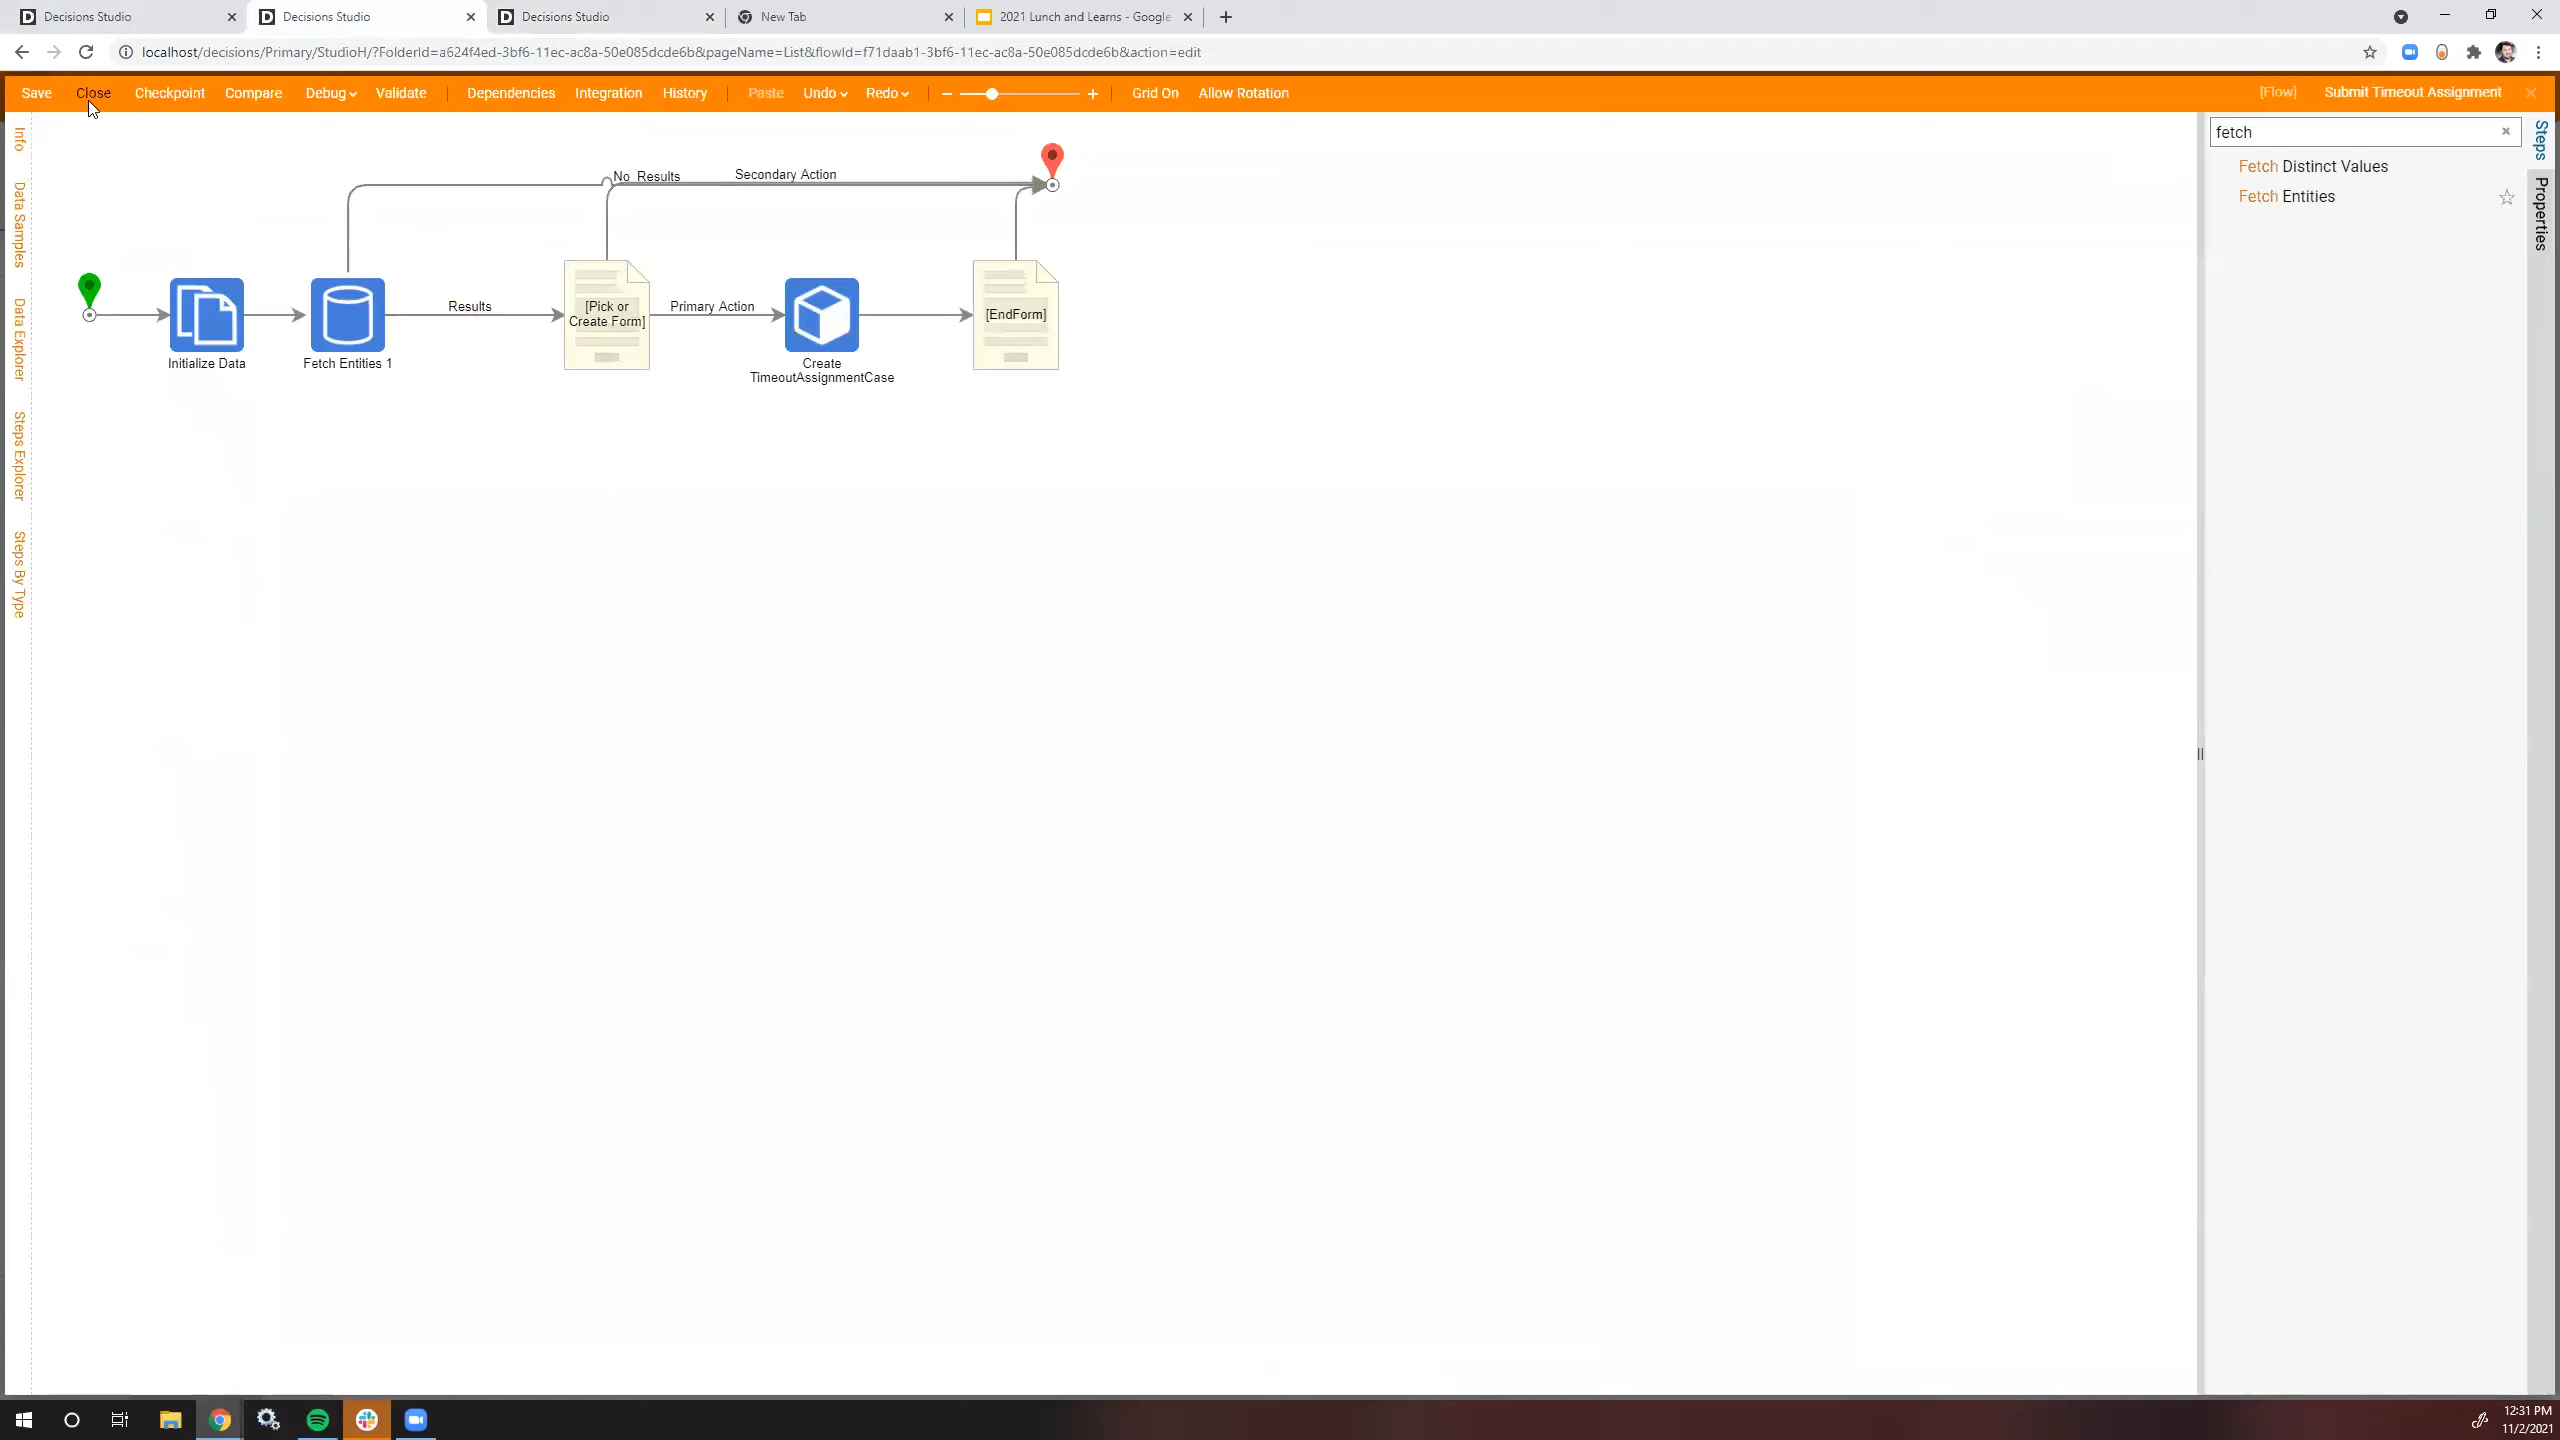 Decisions Studio
Decisions Studio
Decisions Studio
New Tab
2021 Lunch and Learns - Google
localhost/decisions/Primary/StudioH/?FolderId=a624f4ed-3bf6-11ec-ac8a-50e085dcde6b&pageName=List&flowId=f71daab1-3bf6-11ec-ac8a-50e085dcde6b&action=edit
Save Close Checkpoint Compare Debug Validate Dependencies Integration History Paste Undo Redo Grid On Allow Rotation [Flow] Submit Timeout Assignment
Info
Data Samples
Data Explorer
Steps Explorer
Steps By Type
No Results
Secondary Action
Results
[Pick or
Create Form]
Primary Action
[EndForm]
Initialize Data
Fetch Entities 1
Create
TimeoutAssignmentCase
fetch
Fetch Distinct Values
Fetch Entities
Steps
Properties
12:31 PM
11/2/2021